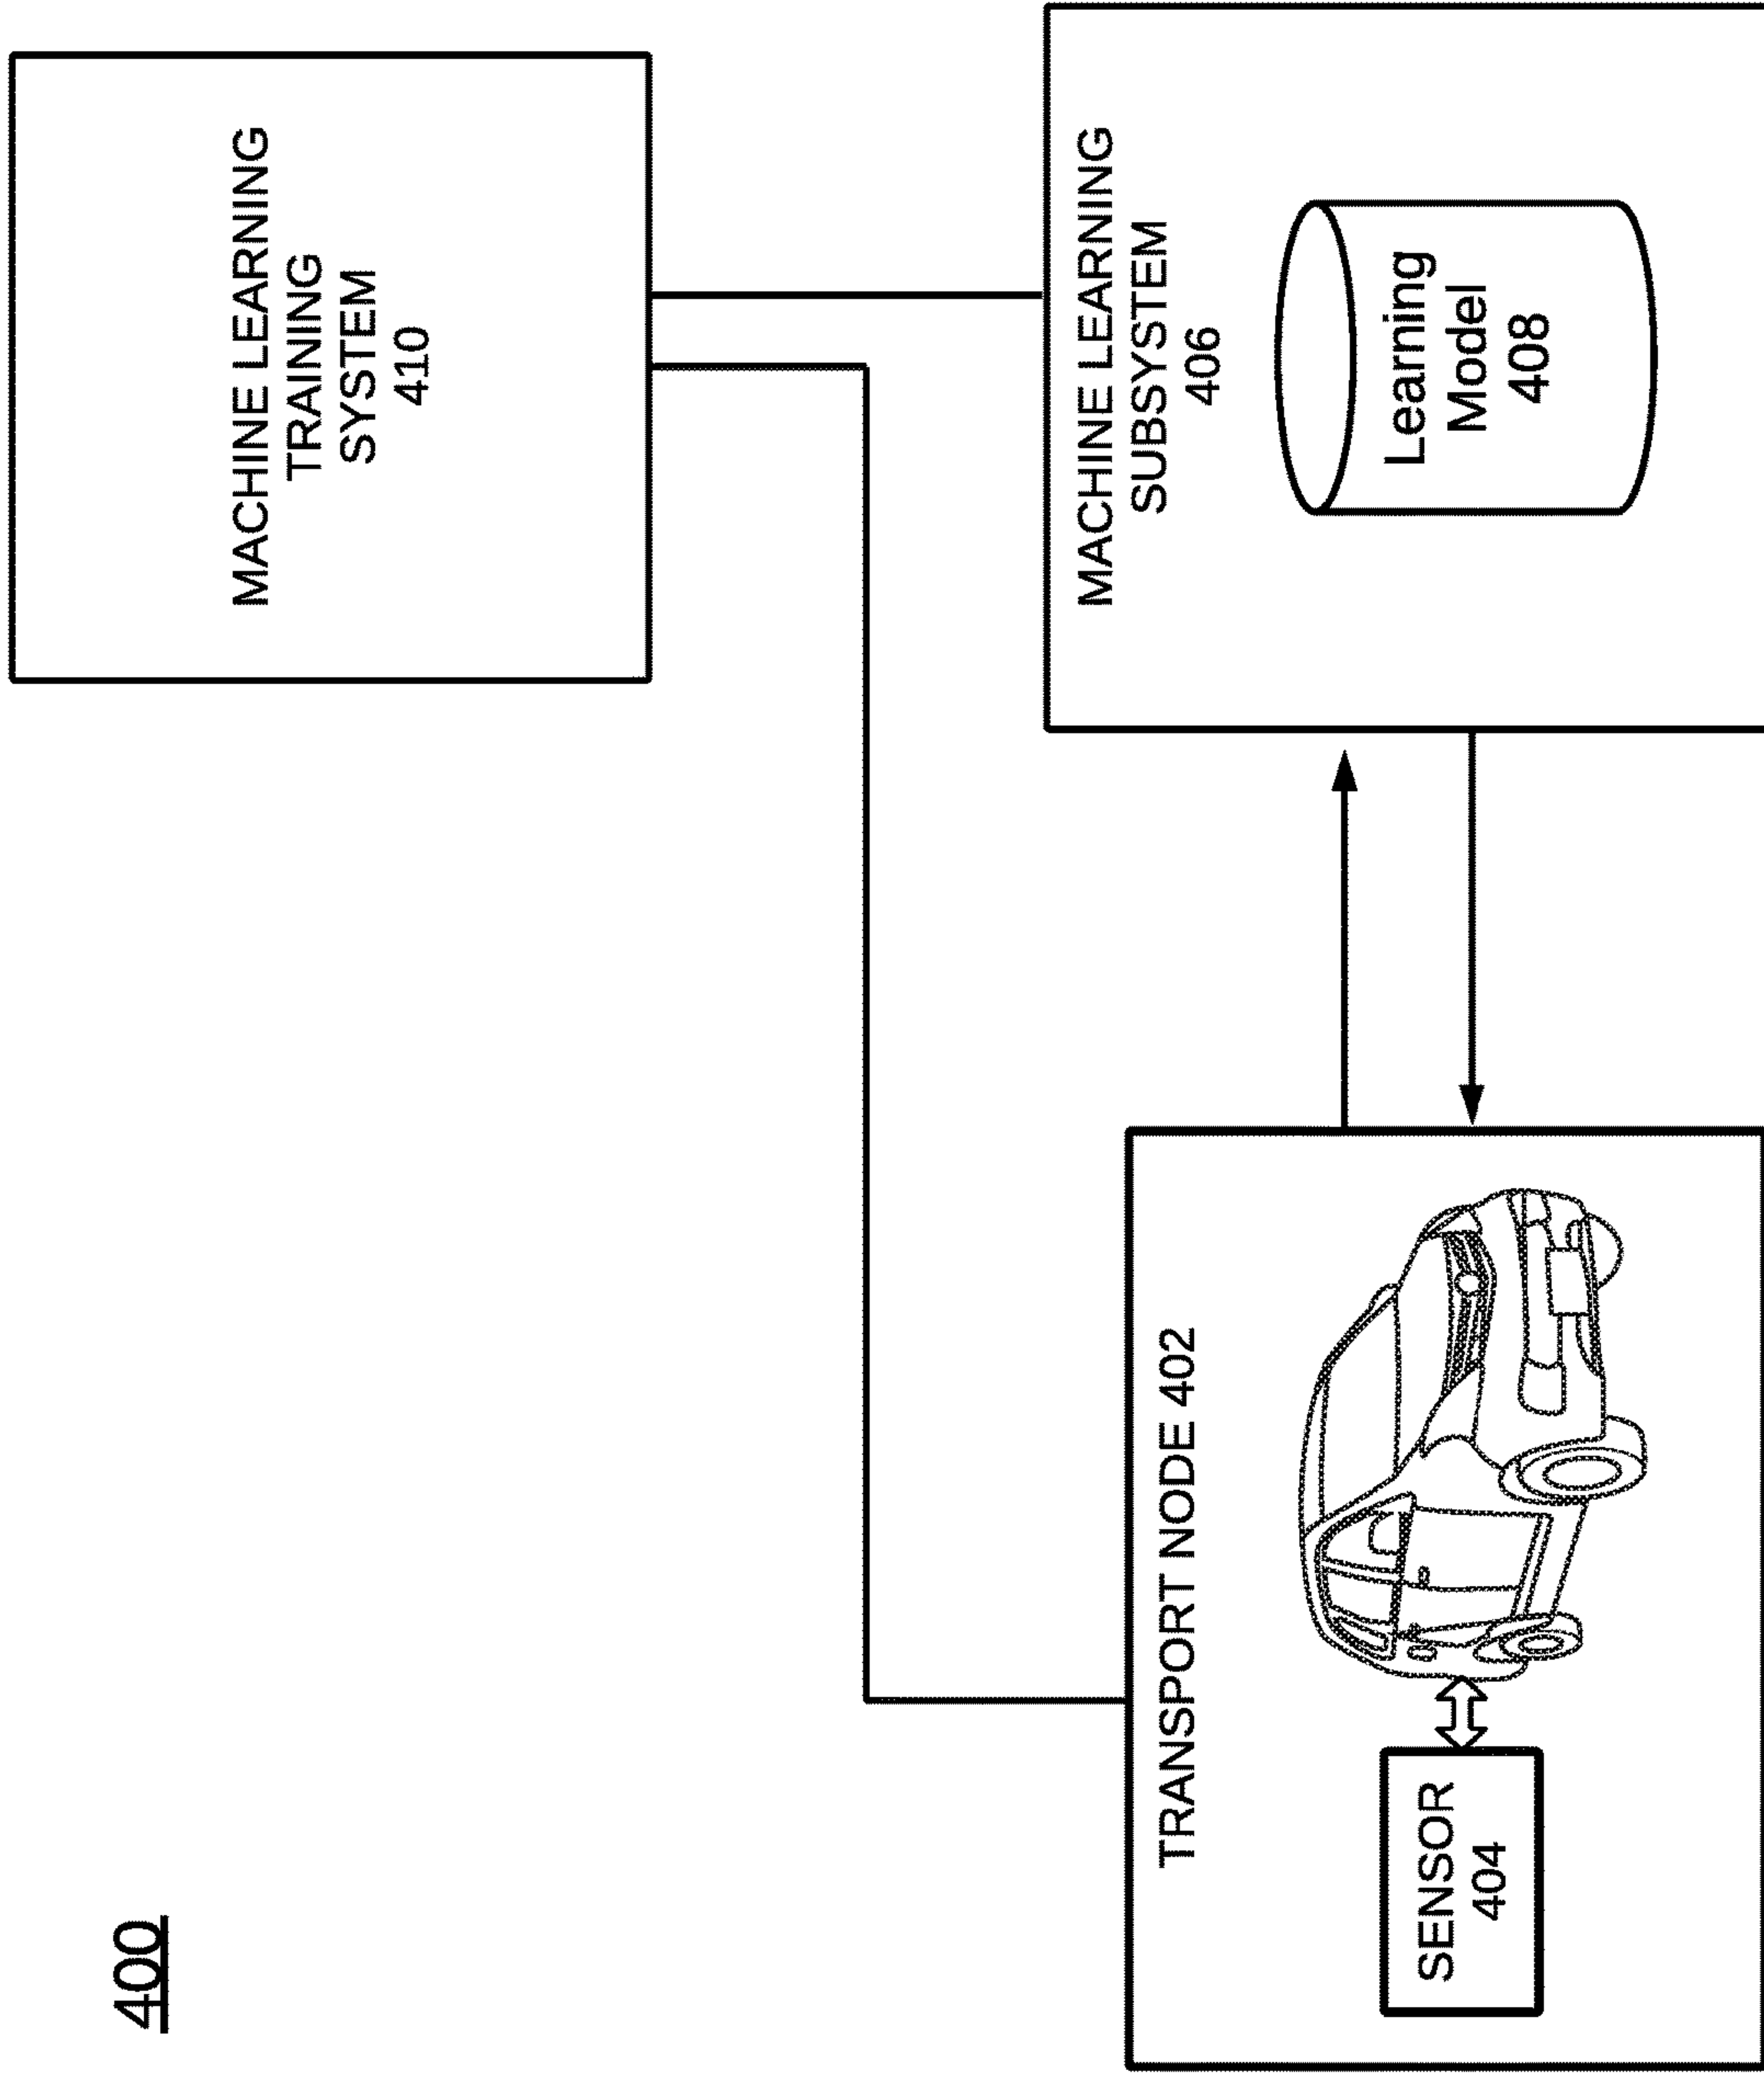 400
MACHINE LEARNING
TRAINING
SYSTEM
410
TRANSPORT NODE 402
SENSOR
404
MACHINE LEARNING
SUBSYSTEM
406
Learning
Model
408